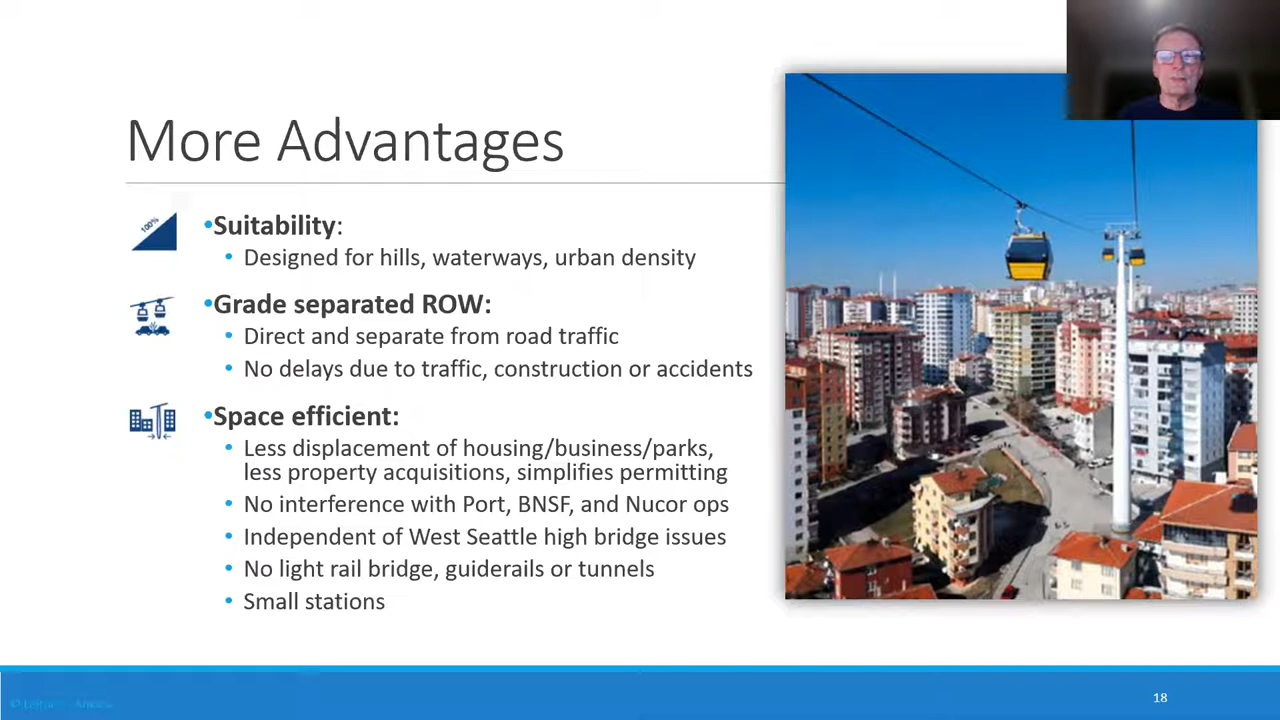 More Advantages
100%
•Suitability:
• Designed for hills, waterways, urban density
•Grade separated ROW:
• Direct and separate from road traffic
• No delays due to traffic, construction or accidents
•Space efficient:
• Less displacement of housing/business/parks,
less property acquisitions, simplifies permitting
• No interference with Port, BNSF, and Nucor ops
• Independent of West Seattle high bridge issues
• No light rail bridge, guiderails or tunnels
• Small stations
18